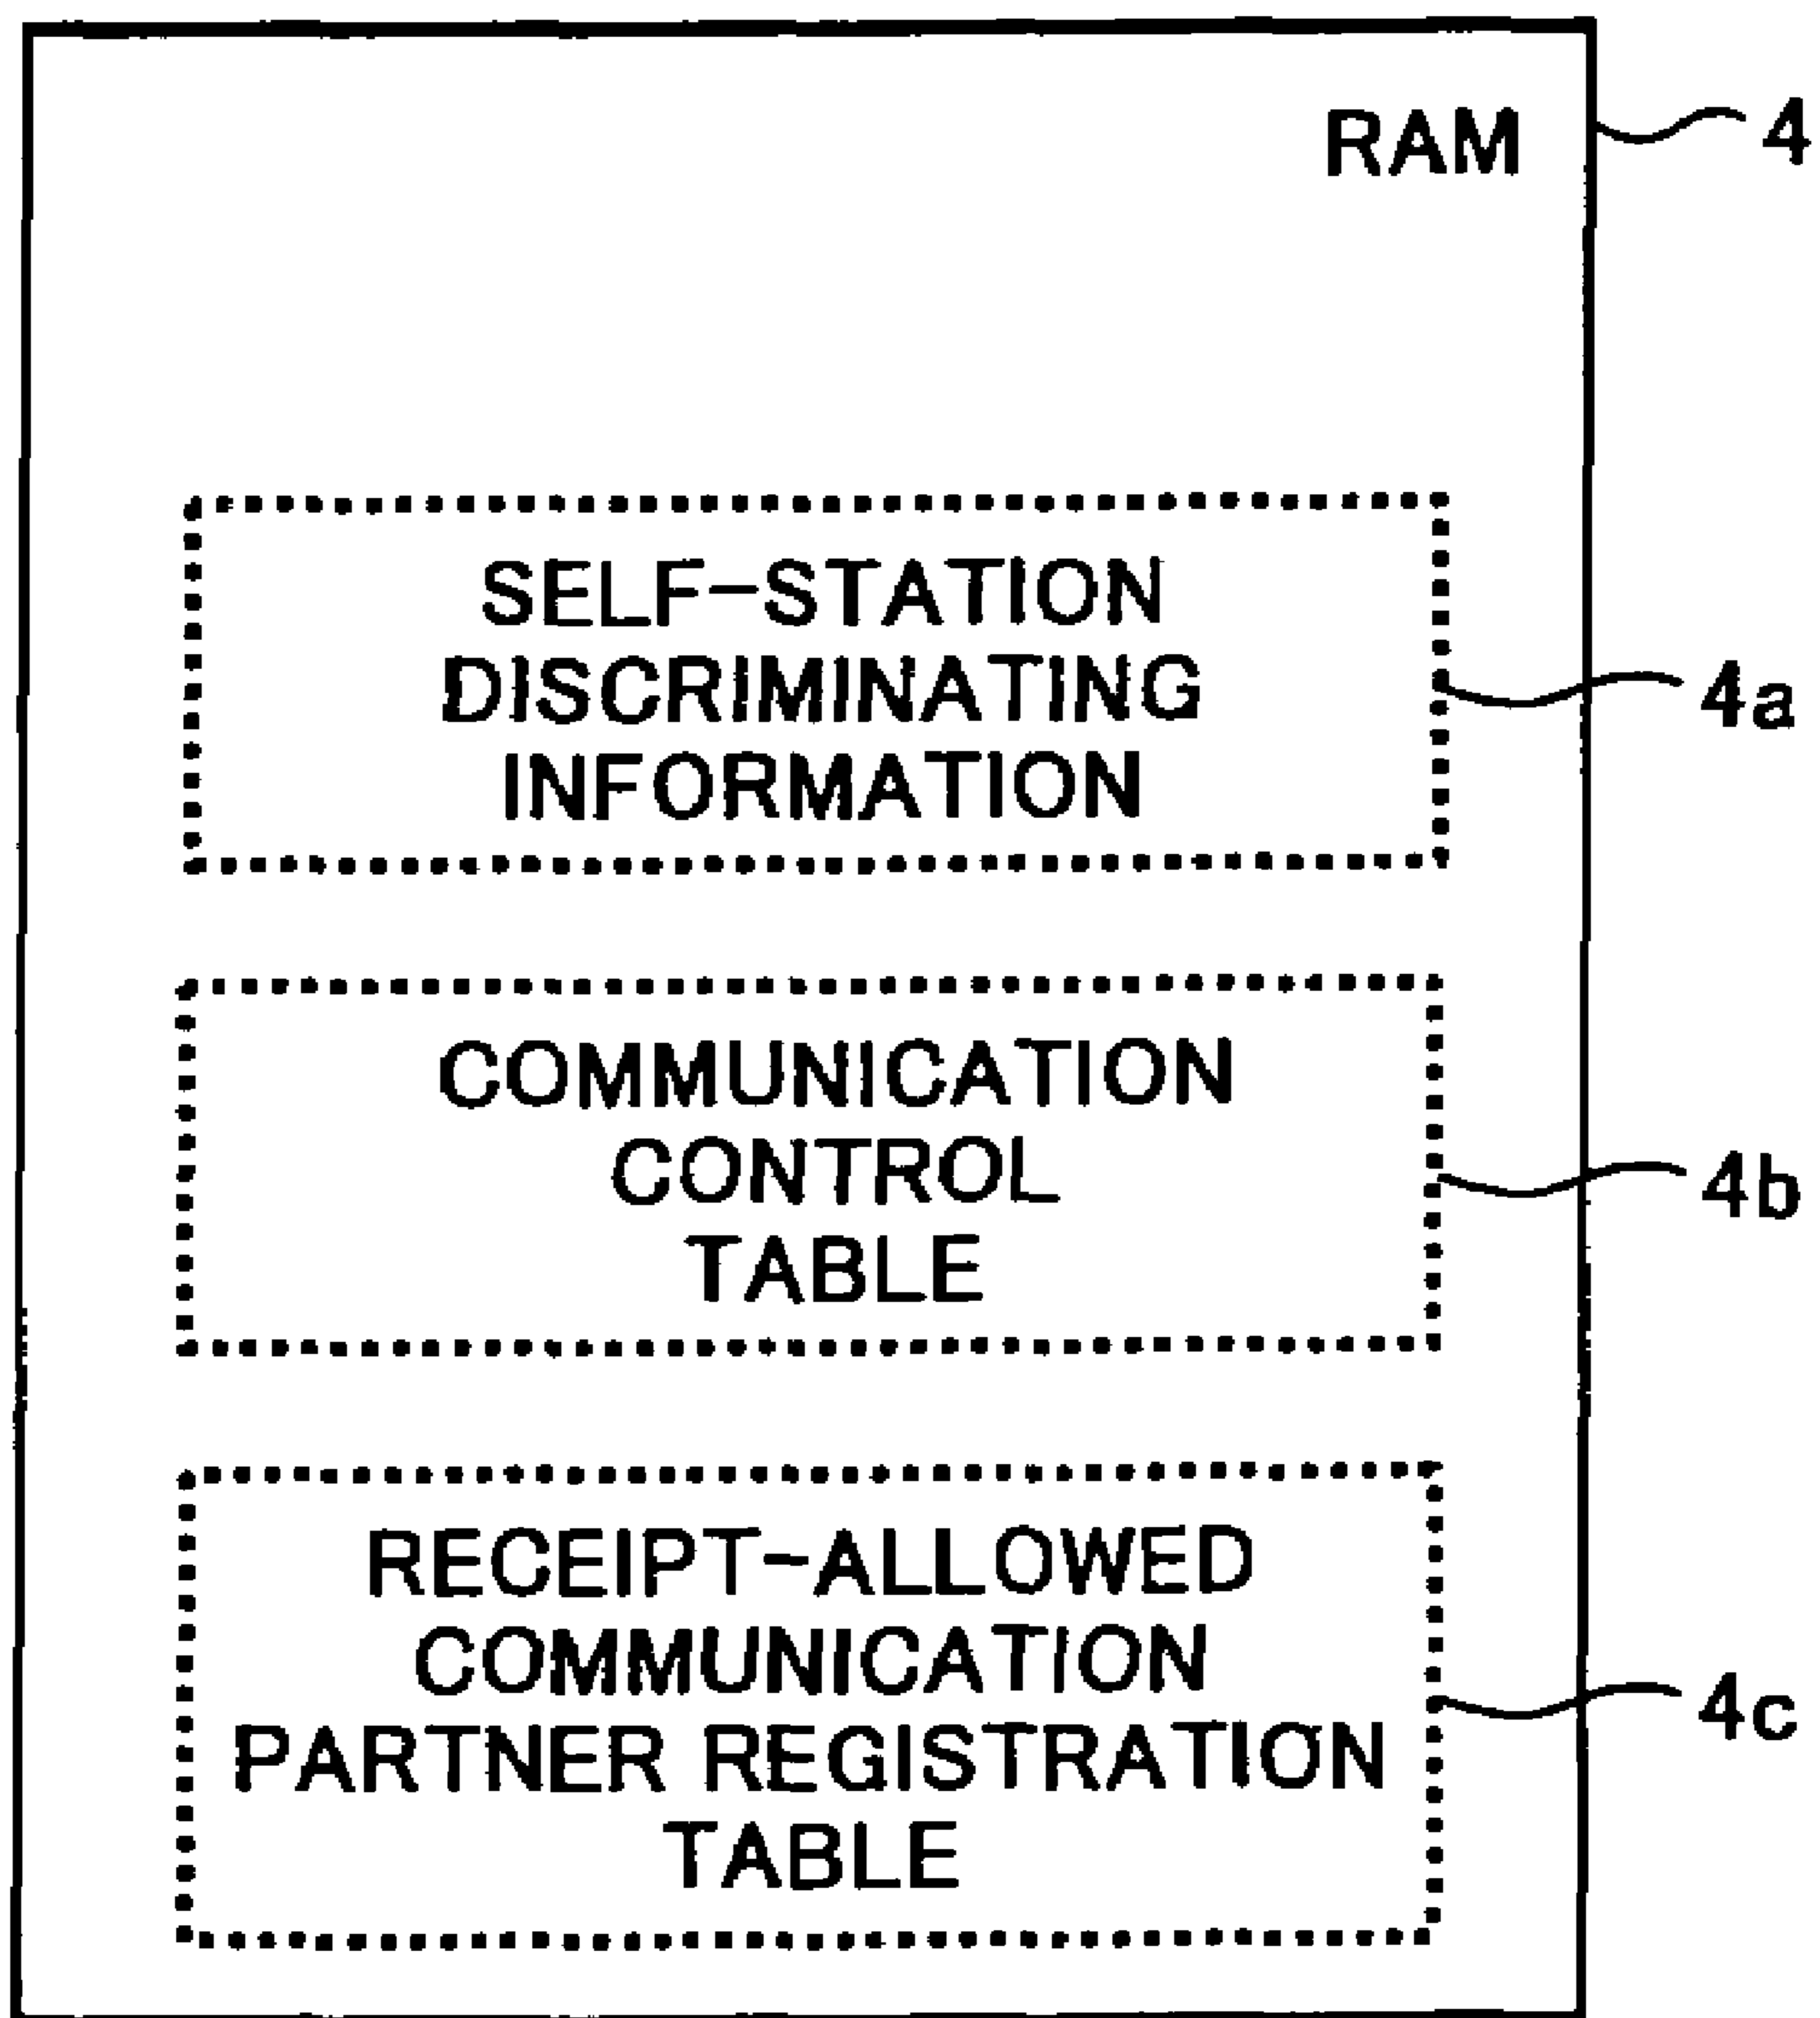 RAM
4
SELF-STATION
DISCRIMINATING
INFORMATION
4a
COMMUNICATION
CONTROL
TABLE
4b
RECEIPT-ALLOWED
COMMUNICATION
PARTNER REGISTRATION
TABLE
4c